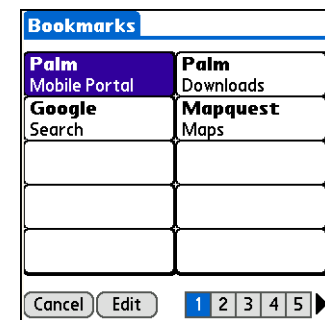 Bookmarks
Palm
Mobile Portal
Palm
Downloads
Google
Search
Mapquest
Maps
Cancel Edit 1 2 3 4 5